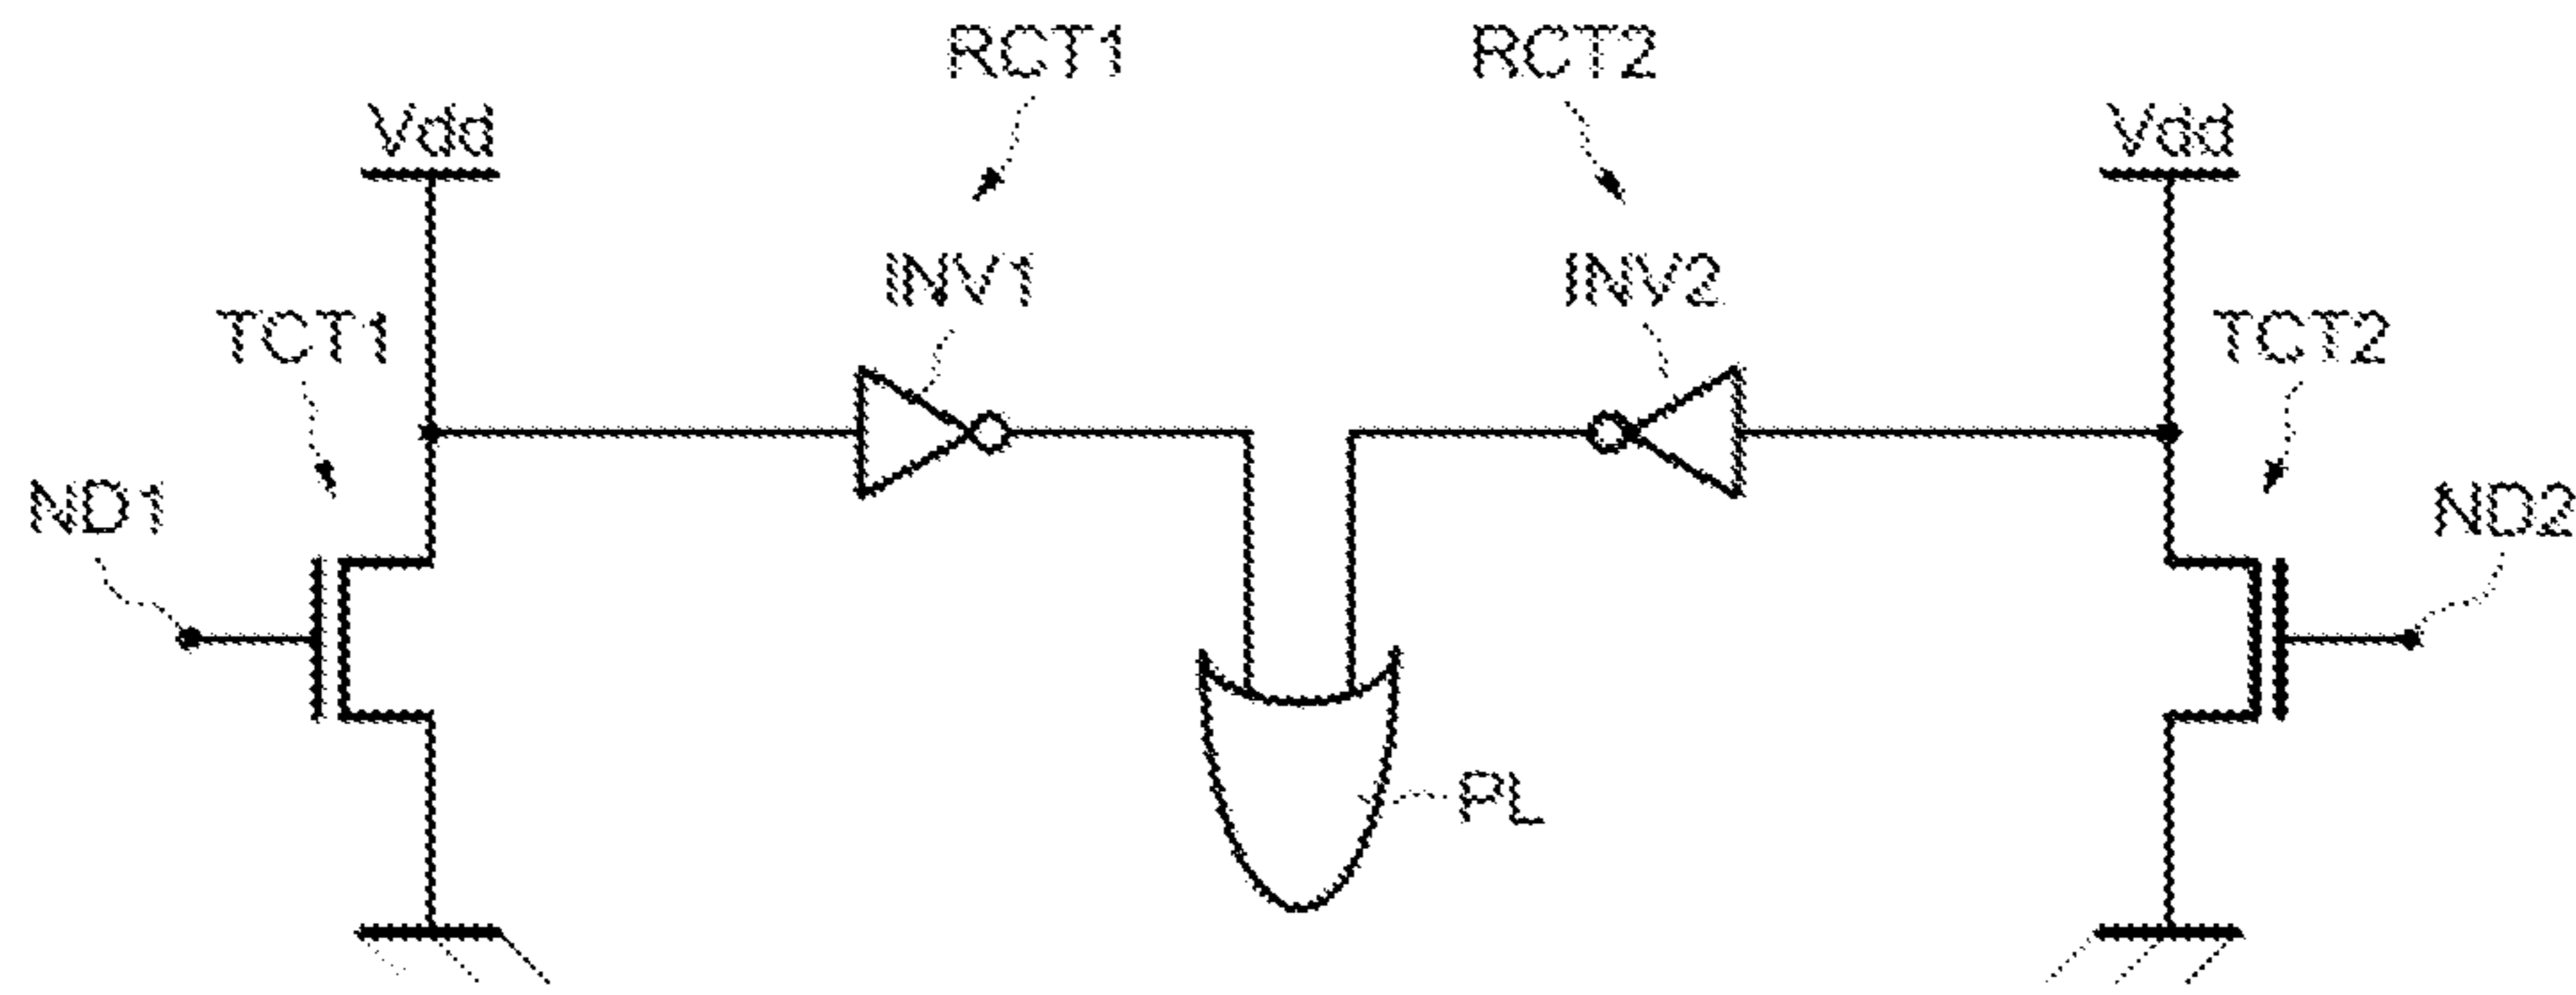 RCT1 RCT2
Vdd Vdd
INV1 INV2
TCT1 TCT2
ND1 ND2
PL